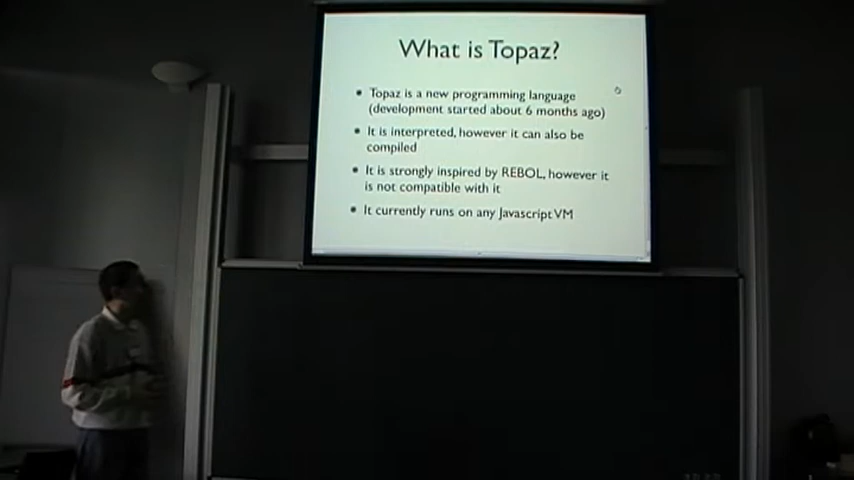 What is Topaz?
• Topaz is a new programming language
(development started about 6 months ago)
• It is interpreted, however it can also be
compiled
• It is strongly inspired by REBOL, however it
is not compatible with it
• It currently runs on any Javascript VM